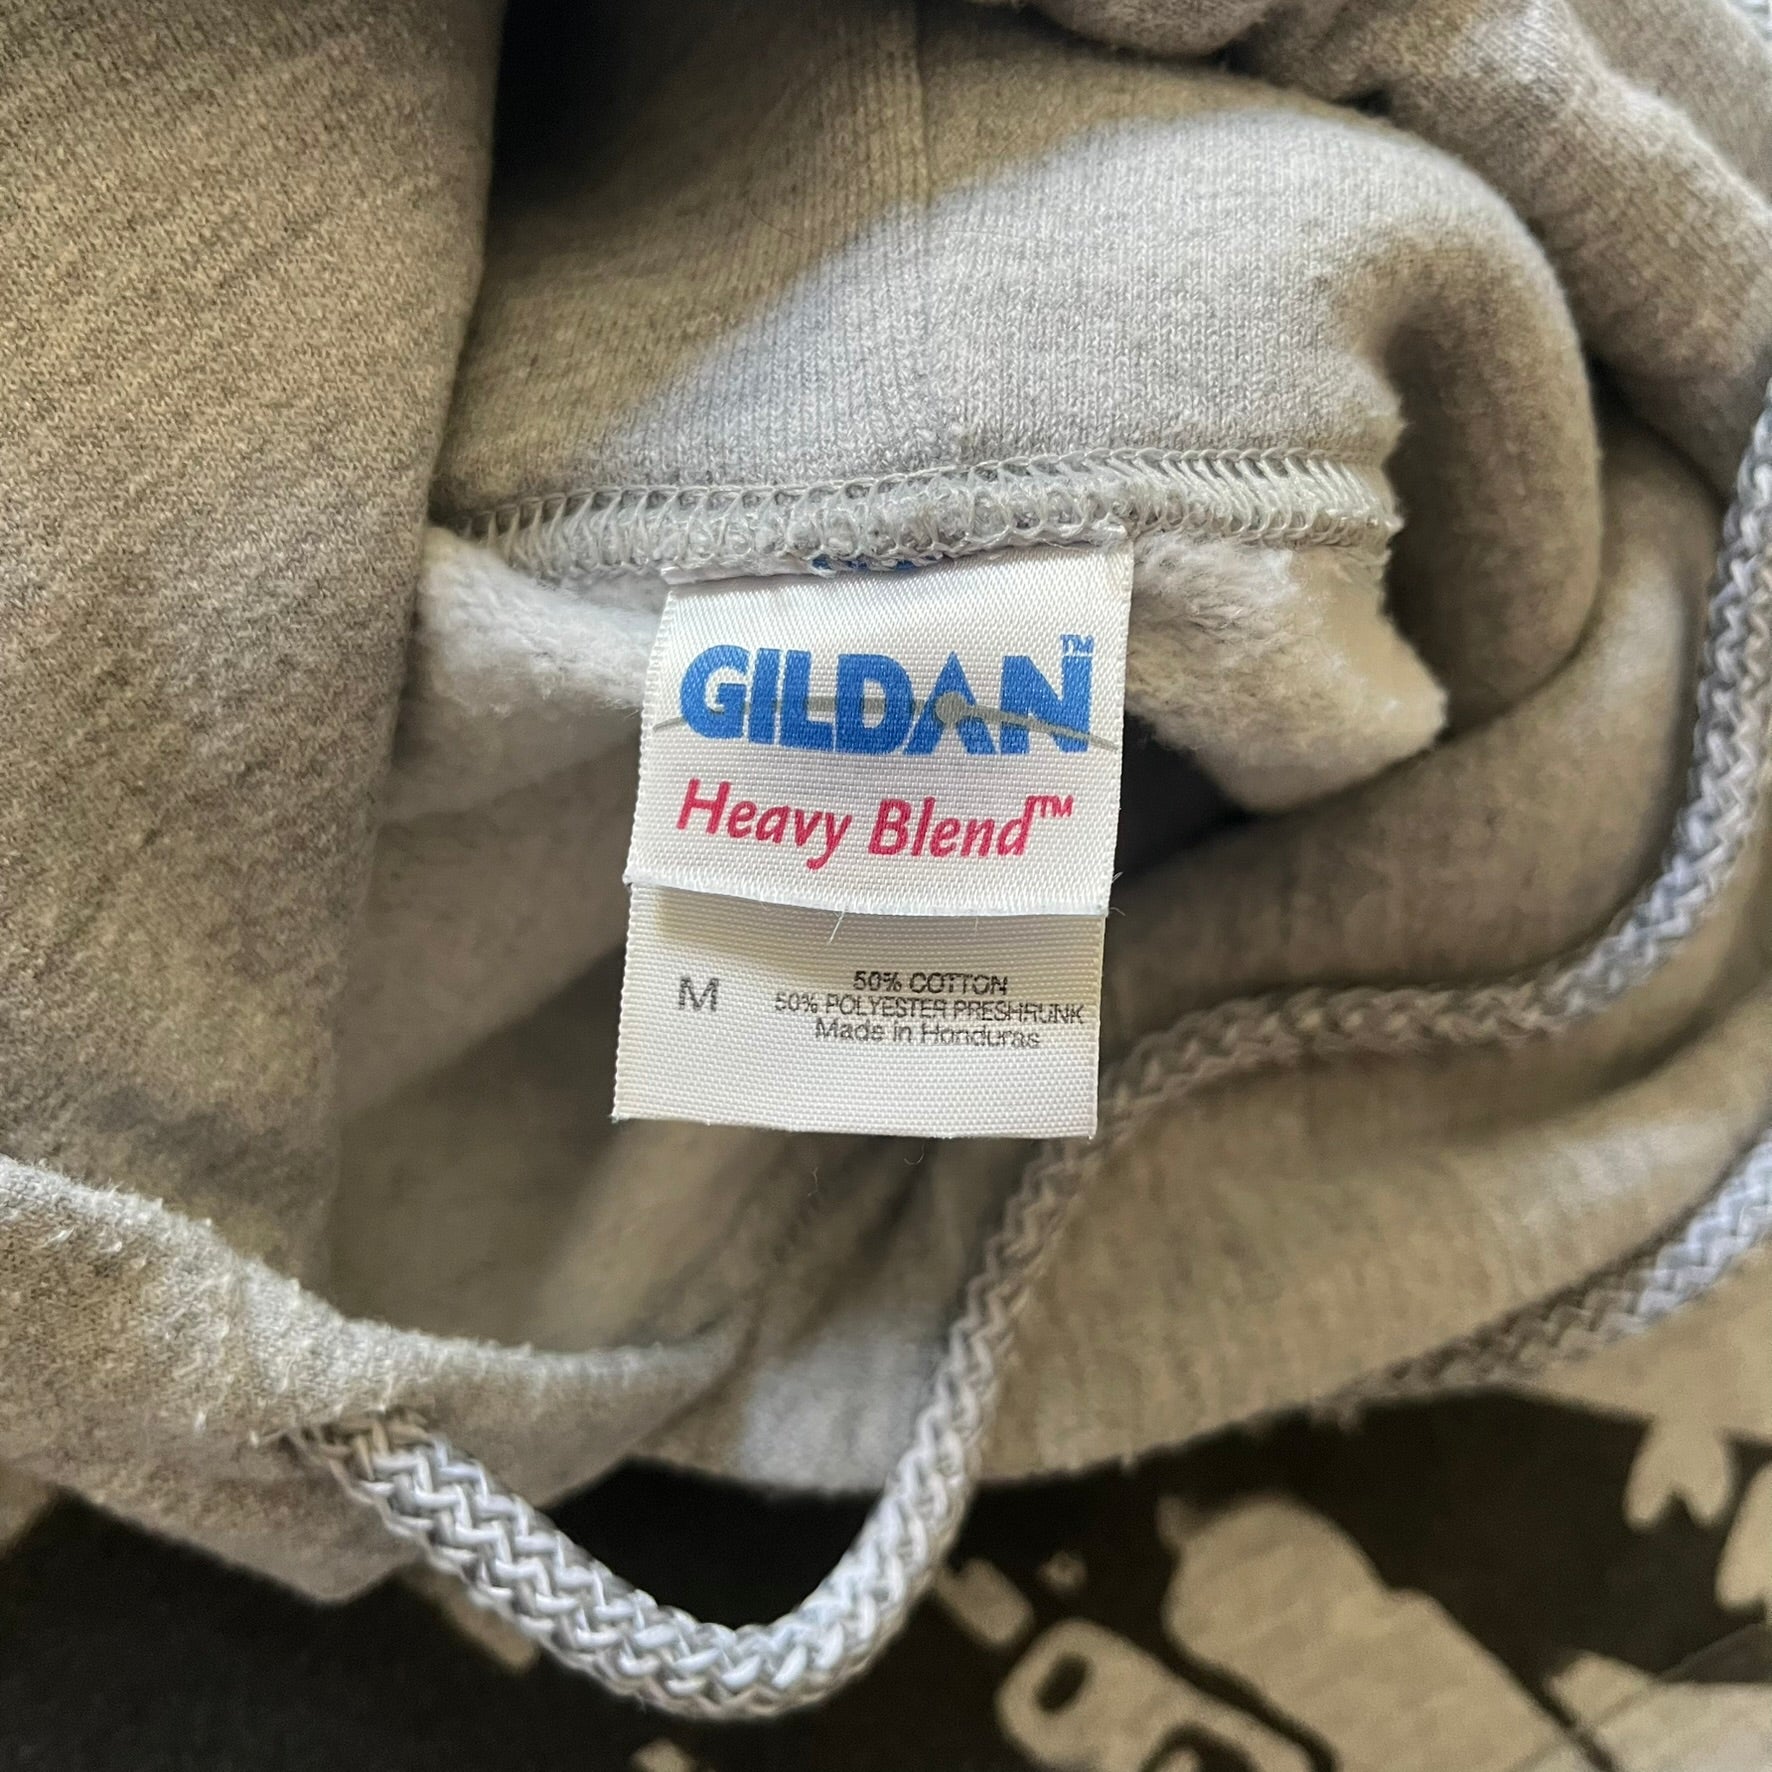 GILDAN™
Heavy Blend™
M
50% COTTON
50% POLYESTER PRESHRUNK
Made in Honduras